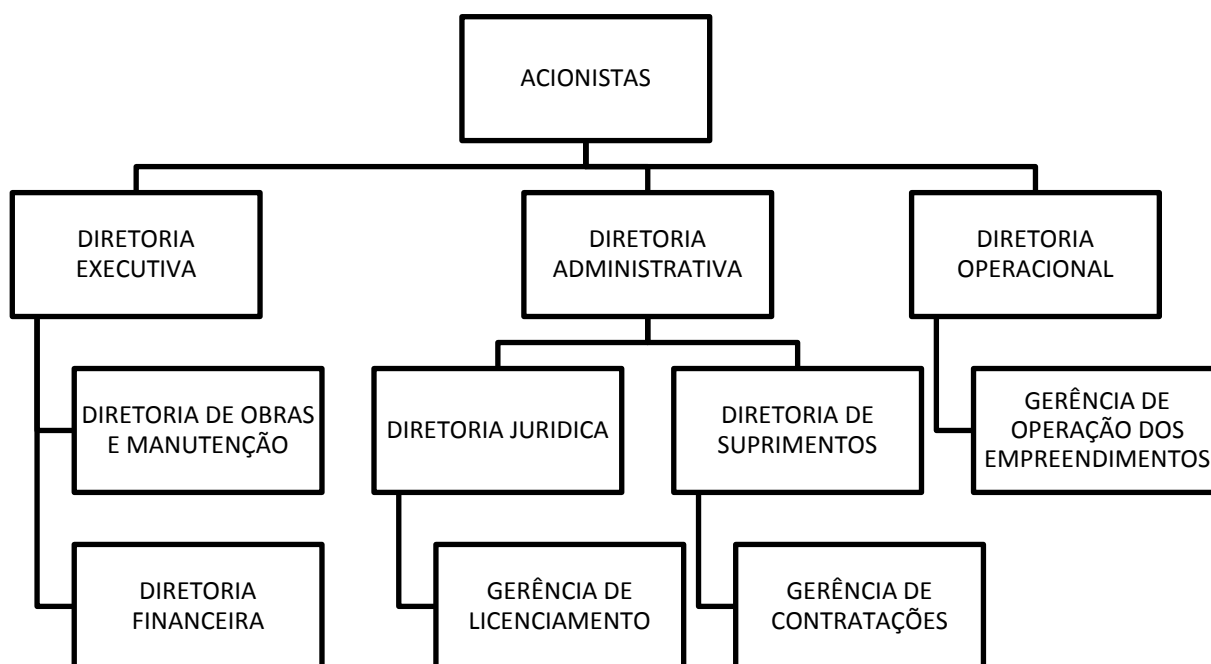 ACIONISTAS
DIRETORIA
EXECUTIVA
DIRETORIA
ADMINISTRATIVA
DIRETORIA
OPERACIONAL
DIRETORIA DE OBRAS
E MANUTENÇÃO
DIRETORIA JURIDICA
DIRETORIA DE
SUPRIMENTOS
GERÊNCIA DE
OPERAÇÃO DOS
EMPREENDIMENTOS
DIRETORIA
FINANCEIRA
GERÊNCIA DE
LICENCIAMENTO
GERÊNCIA DE
CONTRATAÇÕES